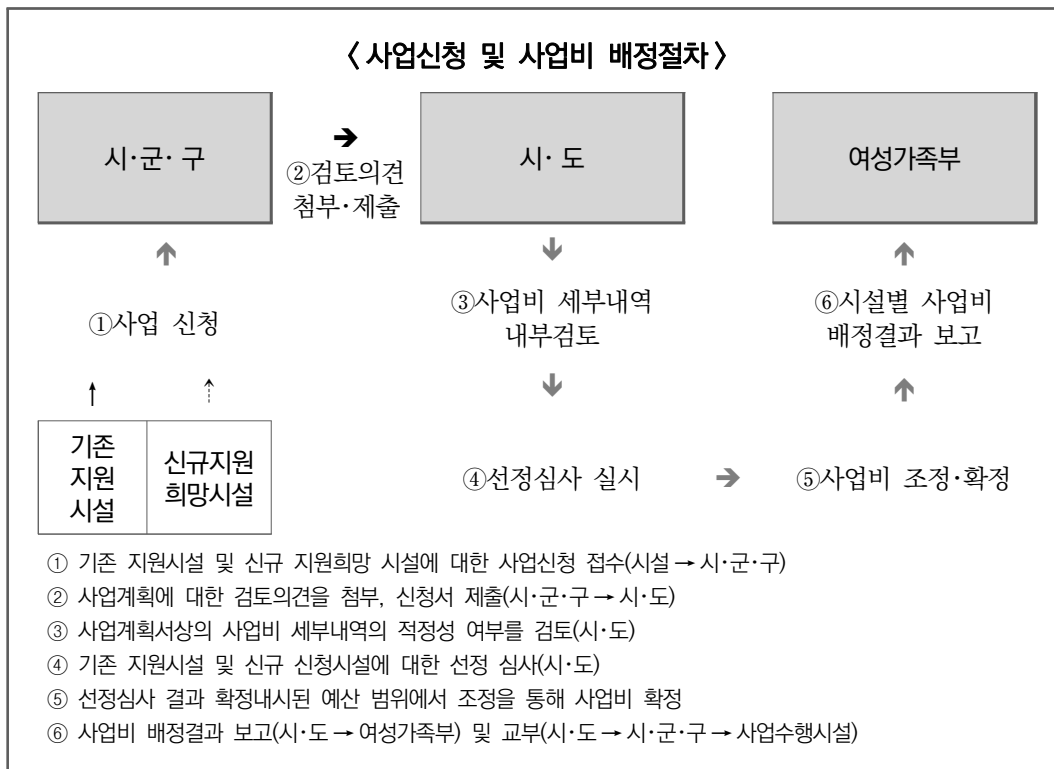 〈사업신청 및 사업비 배정절차〉
시·군·구
➔
②검토의견
첨부·제출
시·도
여성가족부
①사업 신청
③사업비 세부내역
내부검토
⑥시설별 사업비
배정결과 보고
기존
지원
시설
신규지원
희망시설
④선정심사 실시
➔
⑤사업비 조정·확정
① 기존 지원시설 및 신규 지원희망 시설에 대한 사업신청 접수(시설→시·군·구)
② 사업계획에 대한 검토의견을 첨부, 신청서 제출(시·군·구→시·도)
③ 사업계획서상의 사업비 세부내역의 적정성 여부를 검토(시·도)
④ 기존 지원시설 및 신규 신청시설에 대한 선정 심사(시·도)
⑤ 선정심사 결과 확정내시된 예산 범위에서 조정을 통해 사업비 확정
⑥ 사업비 배정결과 보고(시·도→여성가족부) 및 교부(시·도→시·군·구→사업수행시설)